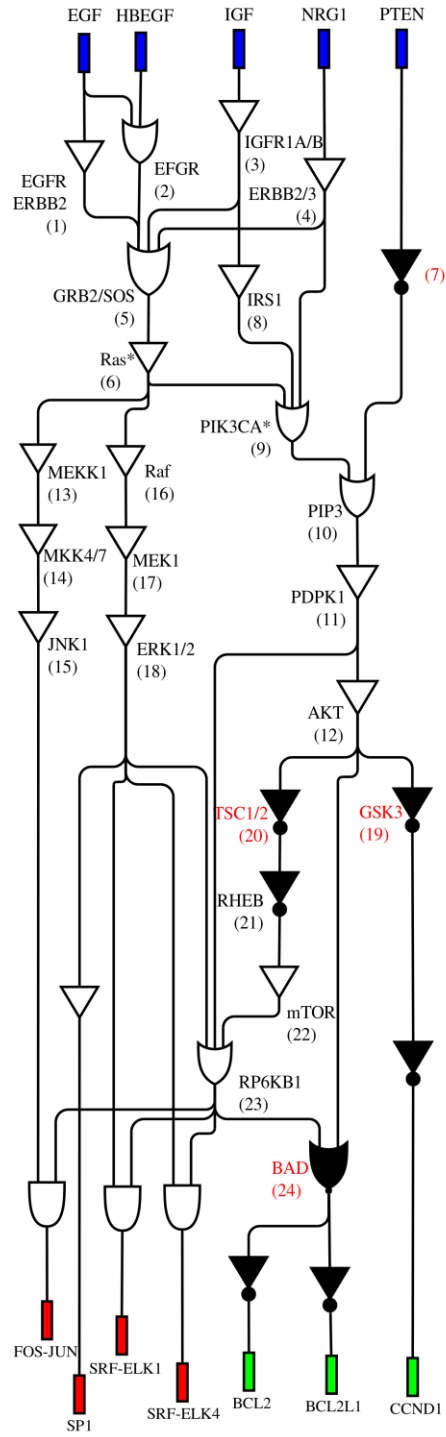 EGF HBEGF IGF NRG1 PTEN
IGFR1A/B
(3)
EGFR
ERBB2
(1)
EFGR
(2)
ERBB2/3
(4)
(7)
GRB2/SOS
(5)
IRS1
(8)
Ras*
(6)
PIK3CA*
(9)
MEKK1
(13)
Raf
(16)
PIP3
(10)
MKK4/7
(14)
MEK1
(17)
PDPK1
(11)
JNK1
(15)
ERK1/2
(18)
AKT
(12)
TSC1/2
(20)
GSK3
(19)
RHEB
(21)
mTOR
(22)
RP6KB1
(23)
BAD
(24)
FOS-JUN
SRF-ELK1
SP1
SRF-ELK4
BCL2
BCL2L1
CCND1